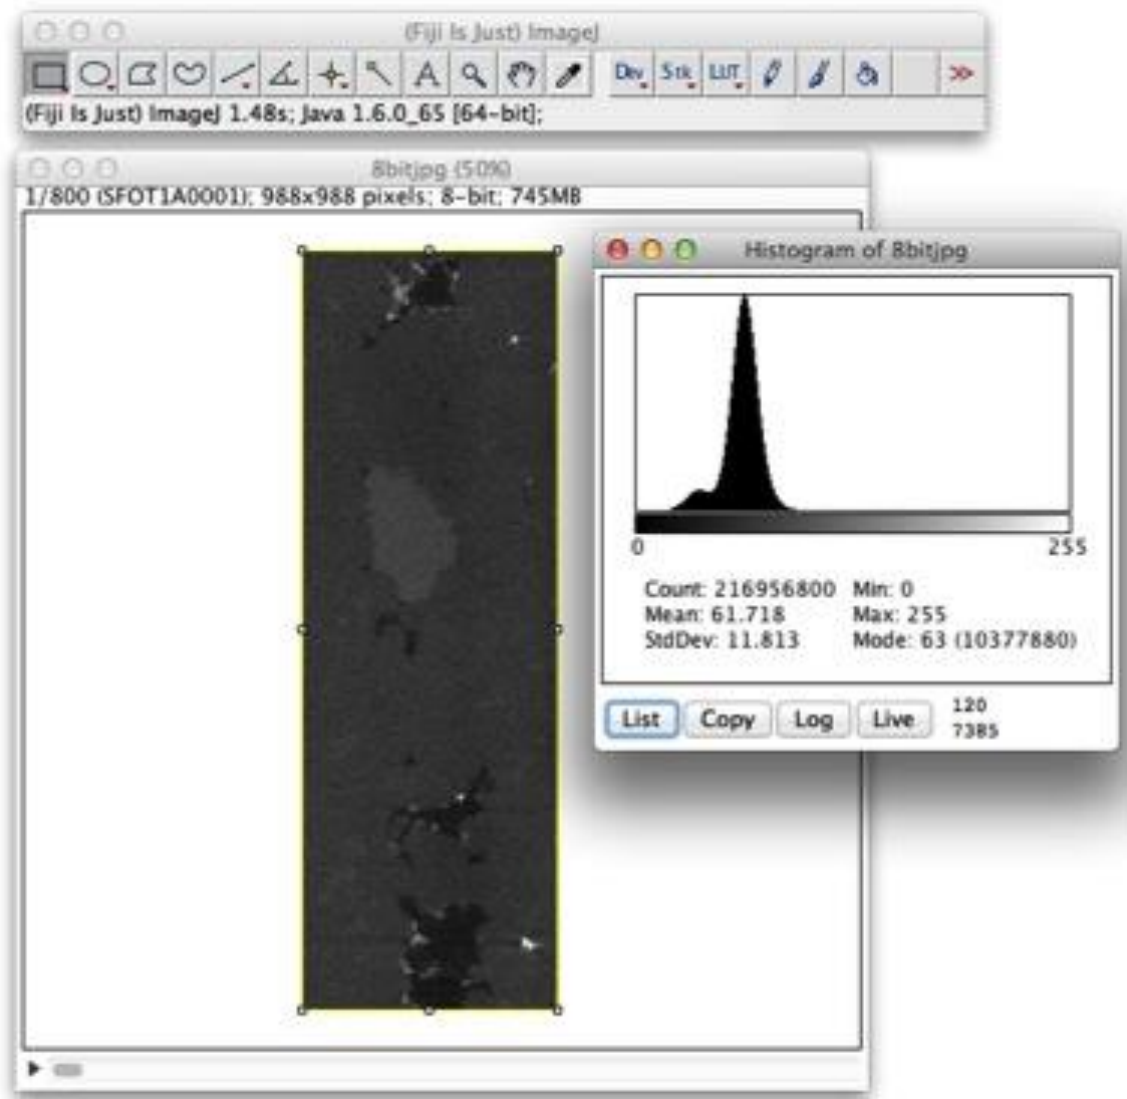 (Fiji Is Just) ImageJ
A Dev Stk LUT >>
(Fiji Is Just) ImageJ 1.48s; Java 1.6.0_65 [64-bit];
8bitjpg (50%)
1/800 (SFOT1A0001); 988x988 pixels; 8-bit; 745MB
Histogram of 8bitjpg
0 255
Count: 216956800 Min: 0
Mean: 61.718 Max: 255
StdDev: 11.813 Mode: 63 (10377880)
List Copy Log Live 120
7385